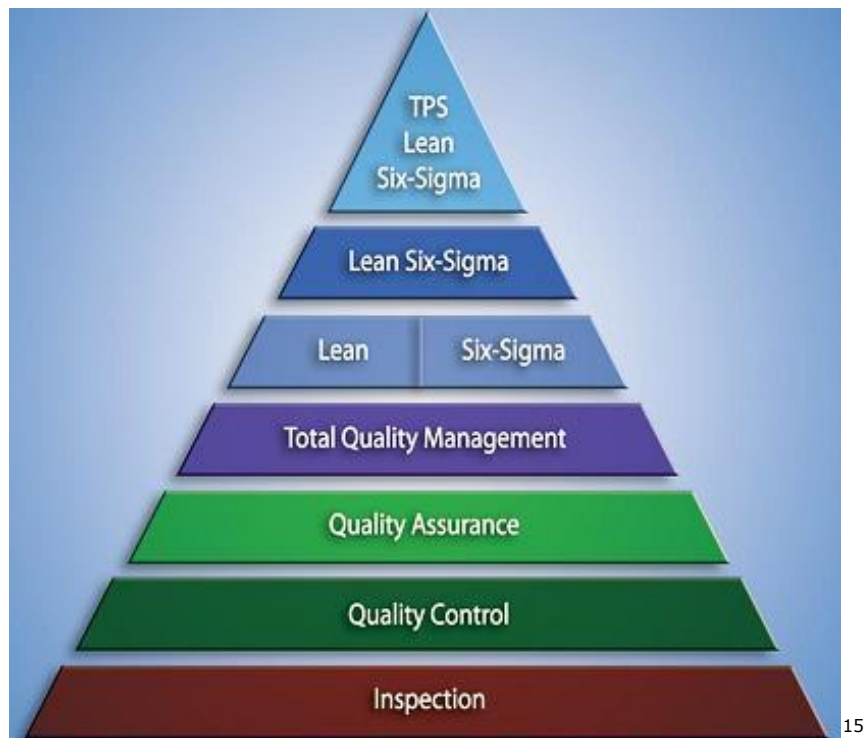 TPS
Lean
Six-Sigma
Lean Six-Sigma
Lean Six-Sigma
Total Quality Management
Quality Assurance
Quality Control
Inspection
15